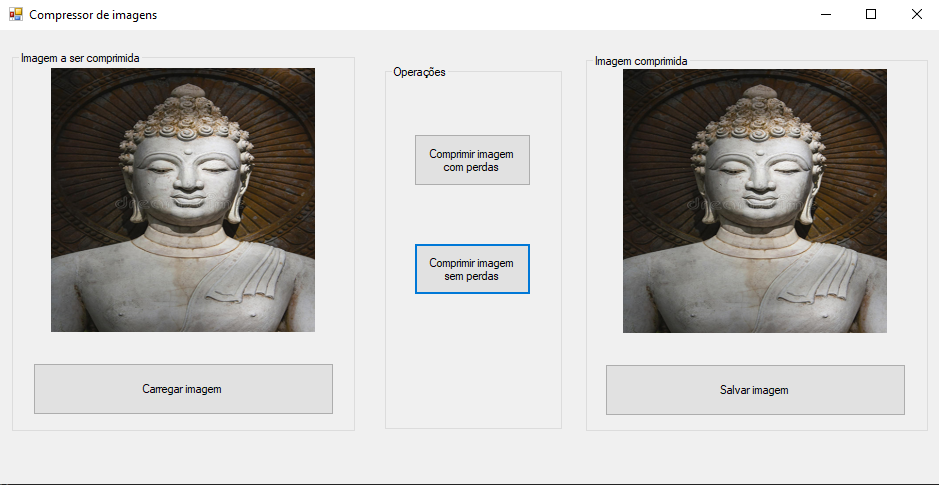 Compressor de imagens
Imagem a ser comprimida
Operações
Imagem comprimida
Comprimir imagem
com perdas
Comprimir imagem
sem perdas
Carregar imagem
Salvar imagem